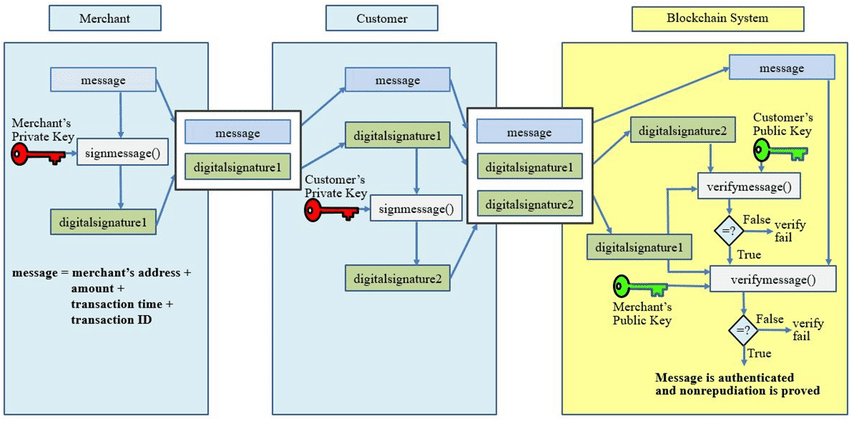 Merchant
message
Merchant's
Private Key
signmessage()
digitalsignature1
message = merchant's address +
amount +
transaction time +
transaction ID
message
digitalsignature1
Customer
message
digitalsignature1
Customer's
Private Key
signmessage()
digitalsignature2
message
digitalsignature1
digitalsignature2
Blockchain System
message
digitalsignature2
Customer's
Public Key
verifymessage()
=?
False
verify
fail
True
digitalsignature1
verifymessage()
Merchant's
Public Key
=?
False
verify
fail
True
Message is authenticated
and nonrepudiation is proved